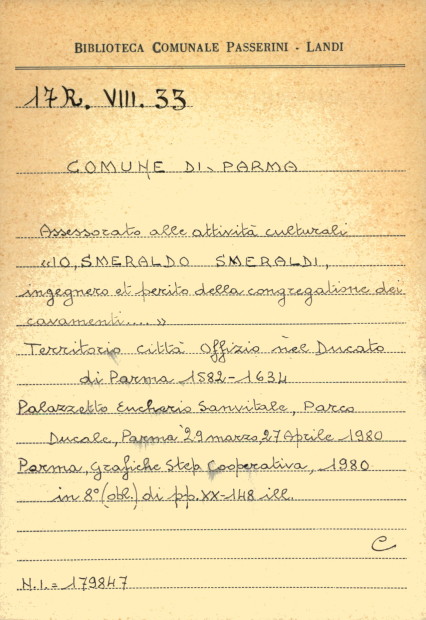 BIBLIOTECA COMUNALE PASSERINI - LANDI
17R. VIII. 33
COMUNE DI PARMA
Assessorato alle attività culturali
«IO, SMERALDO SMERALDI,
ingegnero et perito della congregatione dei
cavamenti.... »
Territorio Città Offizio nel Ducato
di Parma 1582-1634
Palazzetto Eucherio Sanvitale, Parco
Ducale, Parma 29 marzo, 27 Aprile 1980
Parma, Grafiche Step Cooperativa, 1980
in 8° (obl.) di pp. XX-148 ill.
C
N.I. = 179847